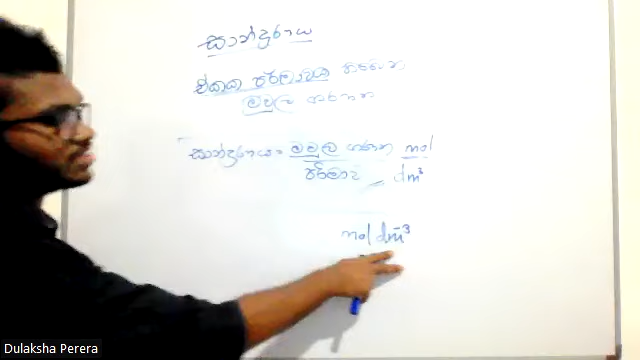 සාන්ද්‍රණය
ඒකක පරිමාවක තිබෙන
මවුල ගණන
සාන්ද්‍රණය = මවුල ගණන mol
පරිමාව dm³
mol dm⁻³
Dulaksha Perera